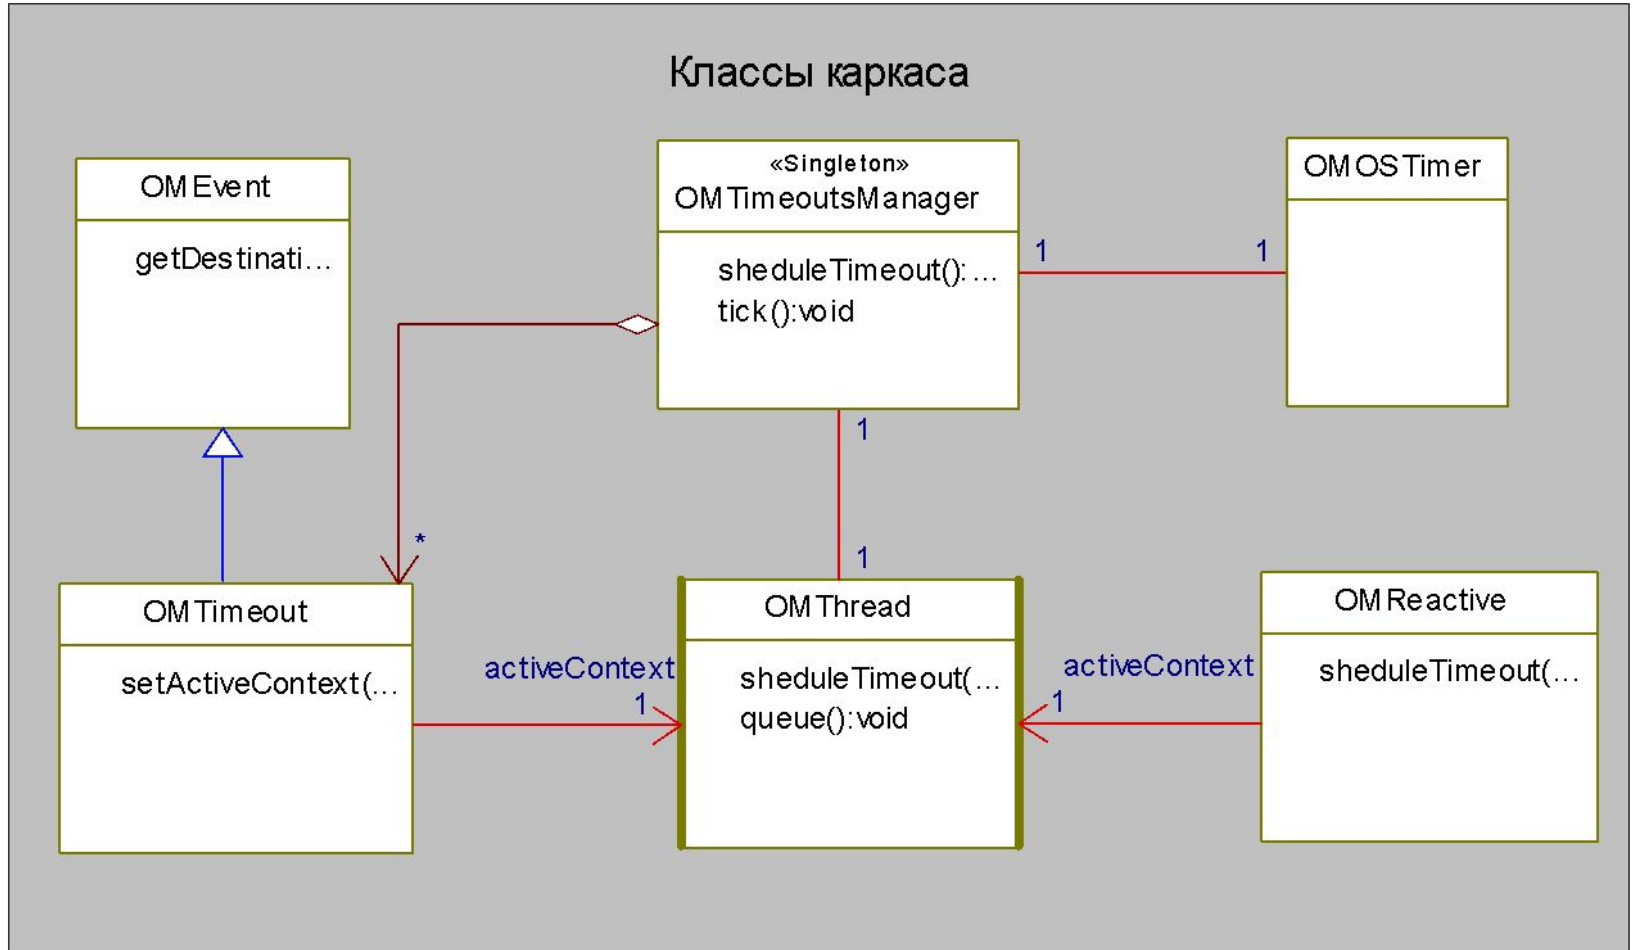 Классы каркаса
OMEvent
getDestinati...
«Singleton»
OMTimeoutsManager
sheduleTimeout():...
tick():void
OMOSTimer
1
1
*
1
1
OMTimeout
setActiveContext(...
activeContext
1
OMThread
sheduleTimeout(...
queue():void
activeContext
1
OMReactive
sheduleTimeout(...